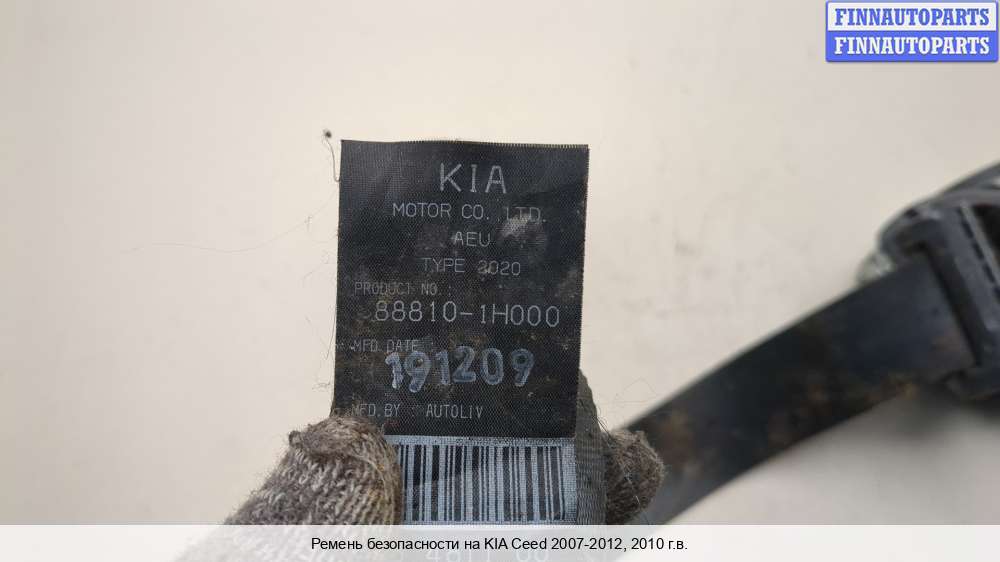 FINNAUTOPARTS
FINNAUTOPARTS
KIA
MOTOR CO. LTD.
AEU
TYPE 2020
PRODUCT NO :
88810-1H000
MFD.DATE :
191209
MFD.BY : AUTOLIV
Ремень безопасности на KIA Ceed 2007-2012, 2010 г.в.